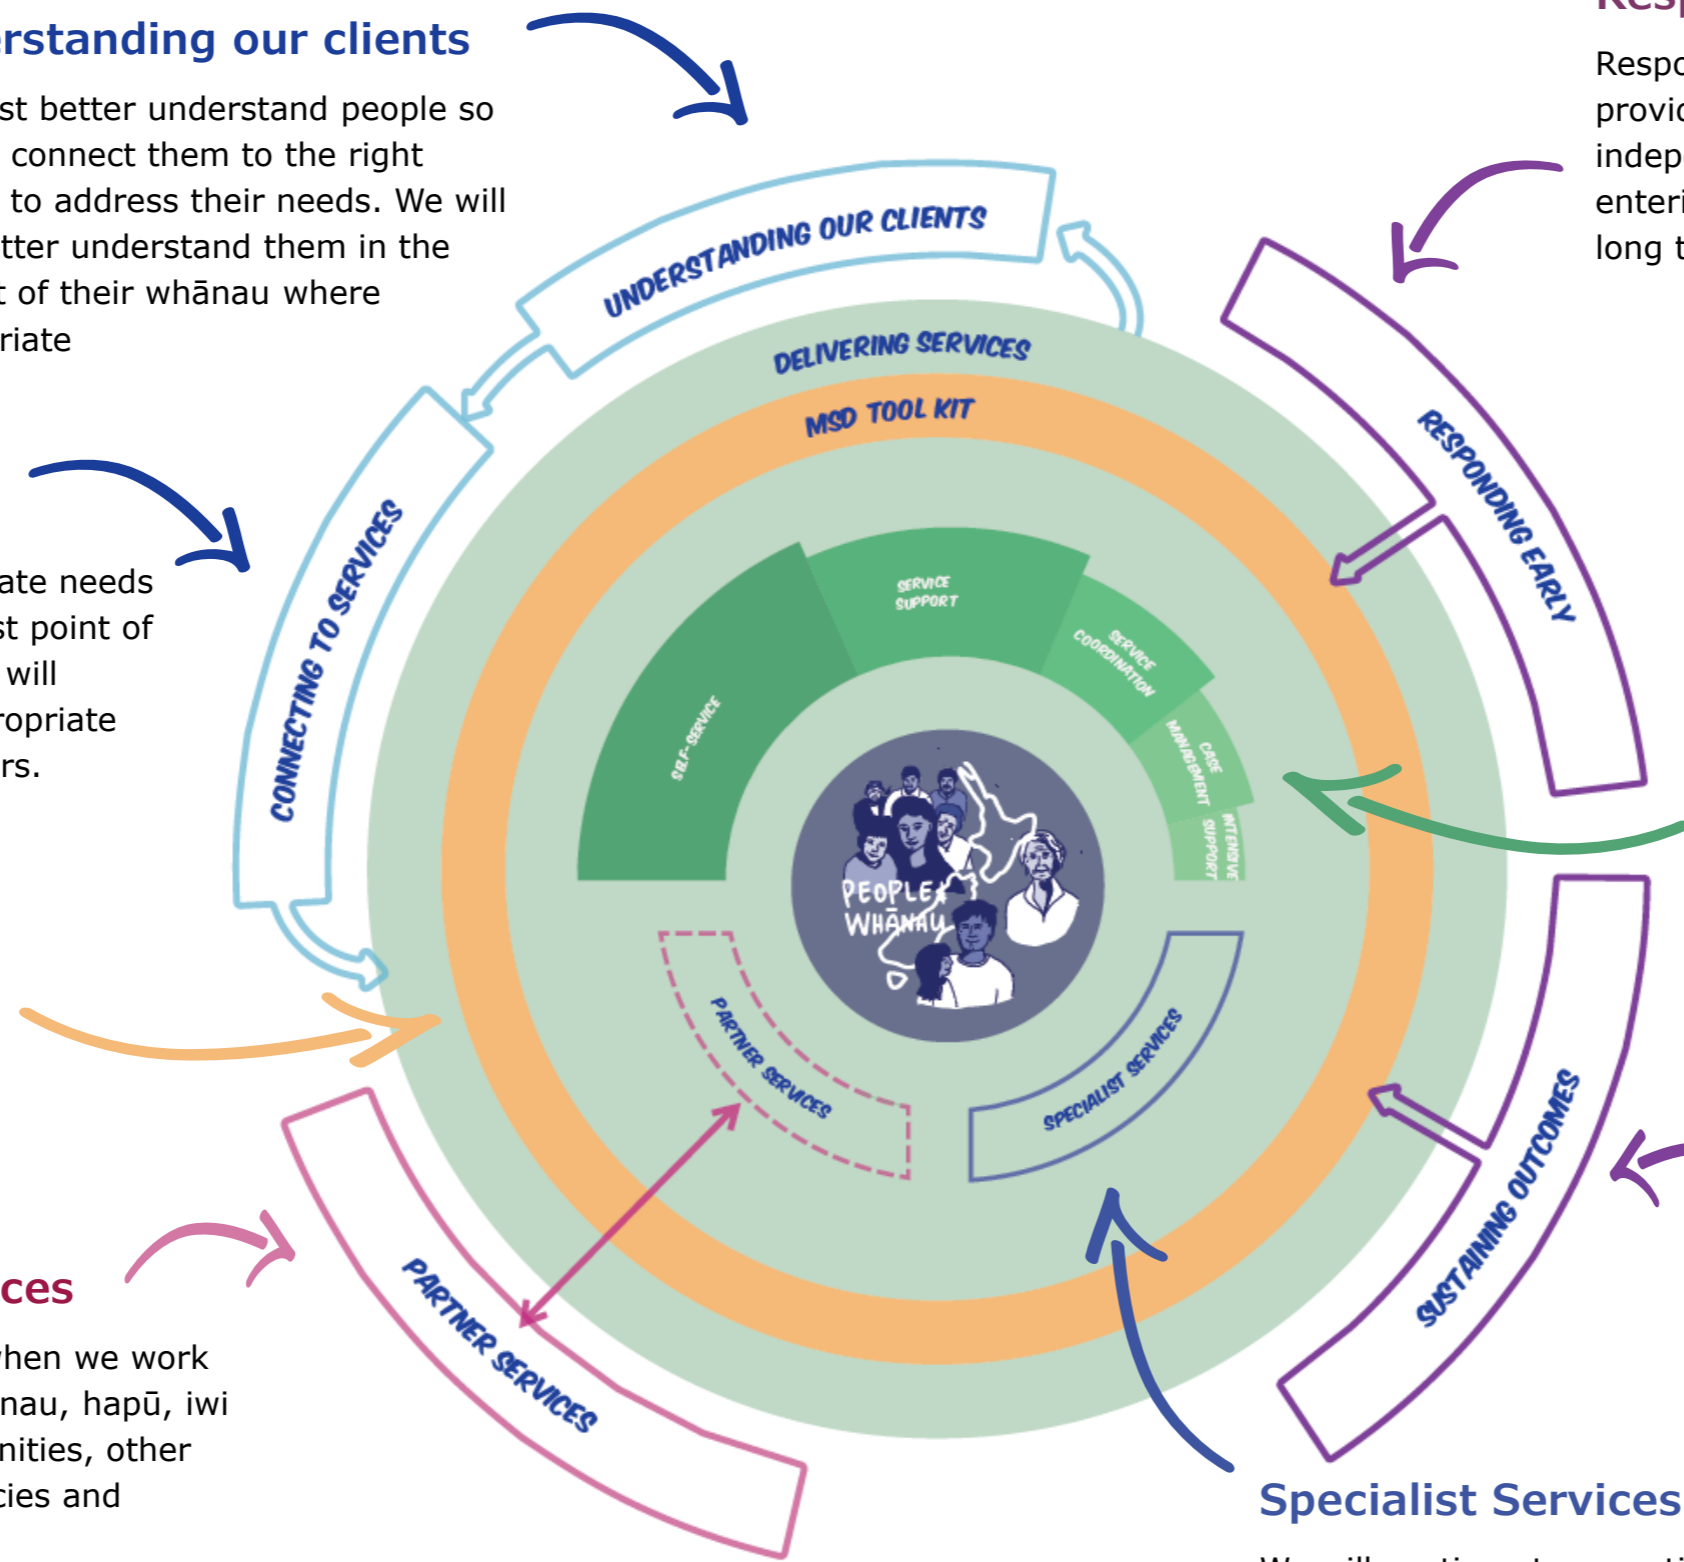 erstanding our clients
st better understand people so
connect them to the right
to address their needs. We will
tter understand them in the
t of their whānau where
riate
Resp
Respo
provid
indepe
enteri
long t
UNDERSTANDING OUR CLIENTS
DELIVERING SERVICES
MSD TOOL KIT
RESPONDING EARLY
CONNECTING TO SERVICES
ate needs
st point of
will
ropriate
rs.
SERVICE
SUPPORT
SERVICE
COORDINATION
SELF-SERVICE
CASE
MANAGEMENT
INTENSIVE
SUPPORT
PEOPLE &
WHĀNAU
PARTNER SERVICES
SPECIALIST SERVICES
SUSTAINING OUTCOMES
PARTNER SERVICES
ces
when we work
nau, hapū, iwi
nities, other
cies and
Specialist Services